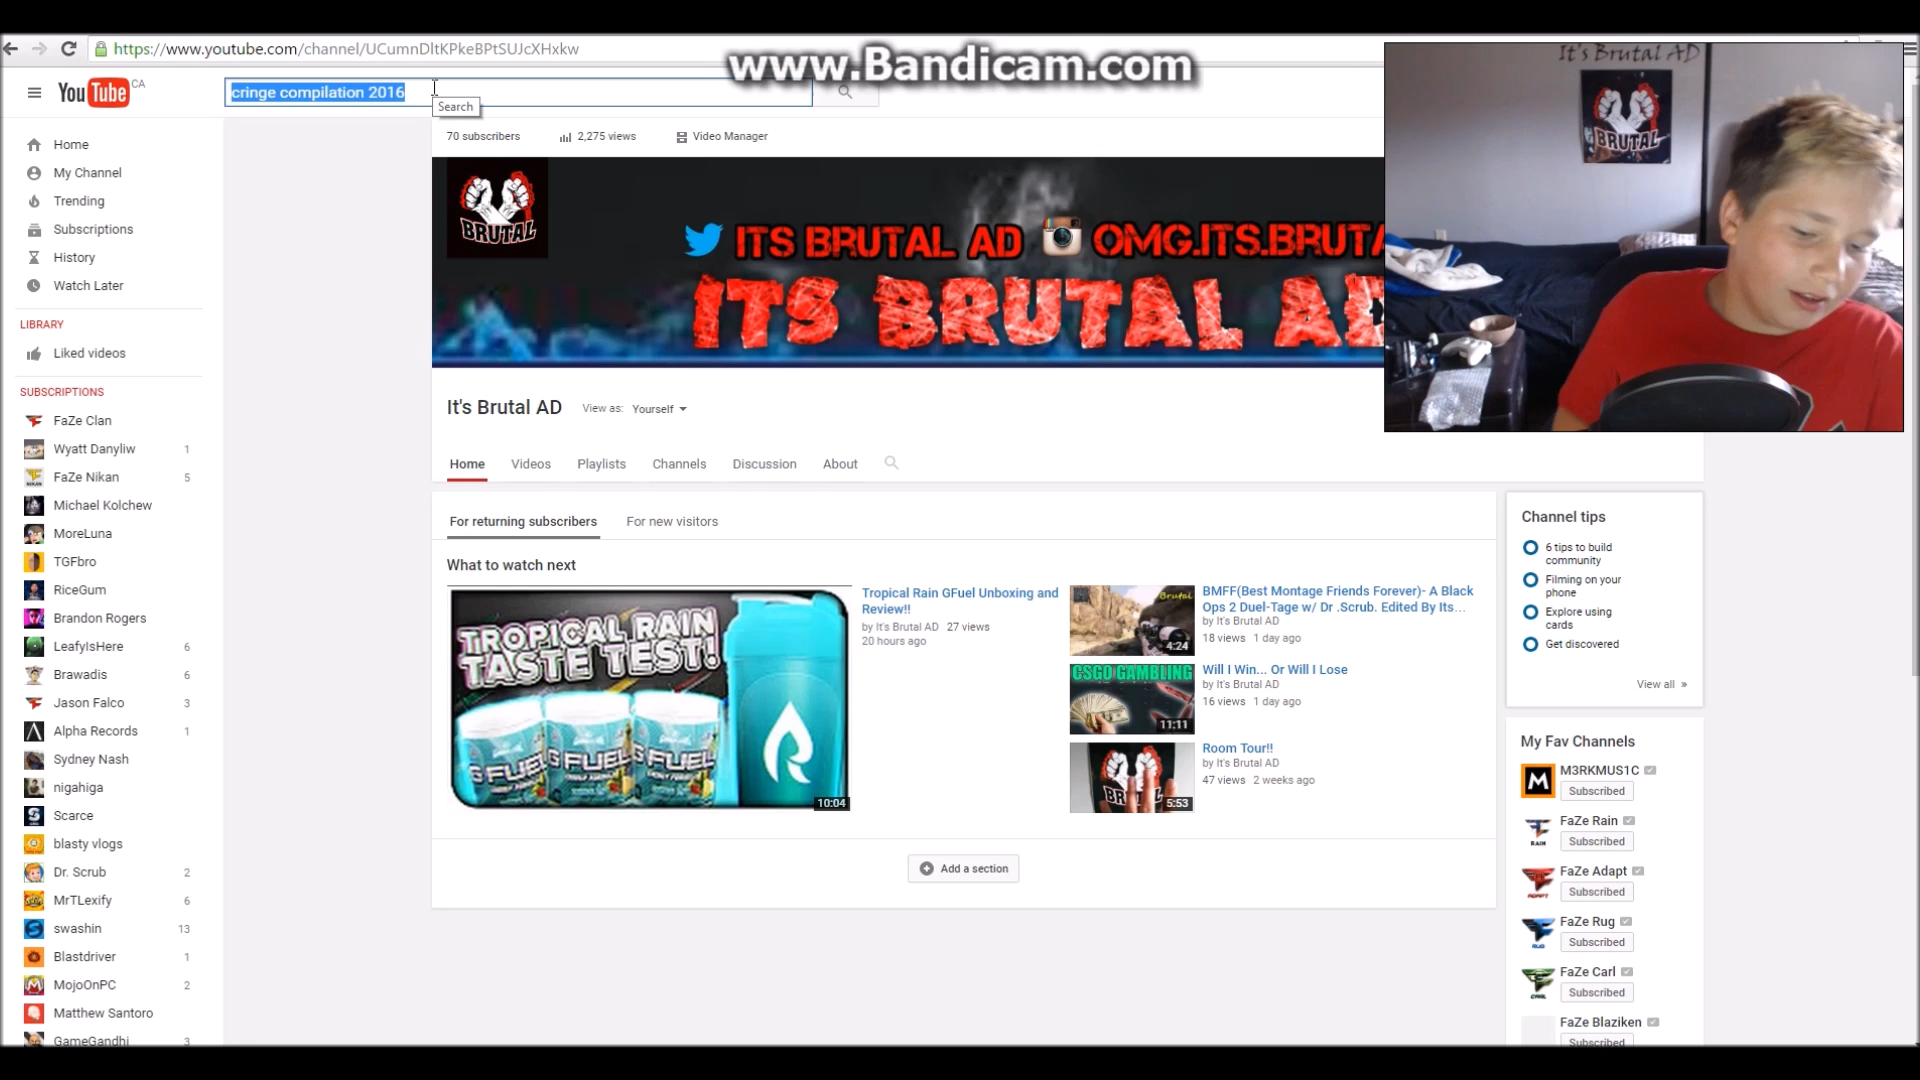 https://www.youtube.com/channel/UCumnDltKPkeBPtSUJcXHxkw
www.Bandicam.com
YouTube CA
cringe compilation 2016
Search
70 subscribers
2,275 views
Video Manager
Home
My Channel
Trending
Subscriptions
History
Watch Later
LIBRARY
Liked videos
SUBSCRIPTIONS
FaZe Clan
Wyatt Danyliw 1
FaZe Nikan 5
Michael Kolchew
MoreLuna
TGFbro
RiceGum
Brandon Rogers
LeafyIsHere 6
Brawadis 6
Jason Falco 3
Alpha Records 1
Sydney Nash
nigahiga
Scarce
blasty vlogs
Dr. Scrub 2
MrTLexify 6
swashin 13
Blastdriver 1
MojoOnPC 2
Matthew Santoro
GameGandhi 3
BRUTAL
ITS BRUTAL AD
OMG.ITS.BRUTA
ITS BRUTAL AD
It's Brutal AD
BRUTAL
It's Brutal AD
View as: Yourself
Home
Videos
Playlists
Channels
Discussion
About
For returning subscribers
For new visitors
What to watch next
TROPICAL RAIN
TASTE TEST!
G FUEL
G FUEL
G FUEL
10:04
Tropical Rain GFuel Unboxing and
Review!!
by It's Brutal AD 27 views
20 hours ago
Brutal
4:24
BMFF(Best Montage Friends Forever)- A Black
Ops 2 Duel-Tage w/ Dr .Scrub. Edited By Its...
by It's Brutal AD
18 views 1 day ago
CSGO GAMBLING
11:11
Will I Win... Or Will I Lose
by It's Brutal AD
16 views 1 day ago
5:53
Room Tour!!
by It's Brutal AD
47 views 2 weeks ago
Add a section
Channel tips
6 tips to build
community
Filming on your
phone
Explore using
cards
Get discovered
View all »
My Fav Channels
M3RKMUS1C
Subscribed
FaZe Rain
Subscribed
RAIN
FaZe Adapt
Subscribed
ADAPT
FaZe Rug
Subscribed
RUG
FaZe Carl
Subscribed
CARL
FaZe Blaziken
Subscribed